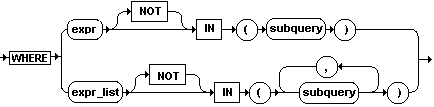 expr NOT IN ( subquery )
WHERE
expr_list NOT IN ( subquery , )